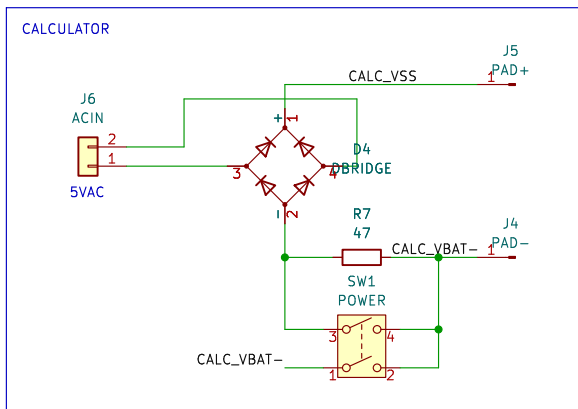 CALCULATOR
J5
CALC_VSS
1
PAD+
J6
ACIN
+
1
2
1
D4
3
4
DBRIDGE
5VAC
-
2
R7
47
J4
CALC_VBAT-
1
PAD-
SW1
POWER
3
4
CALC_VBAT-
1
2